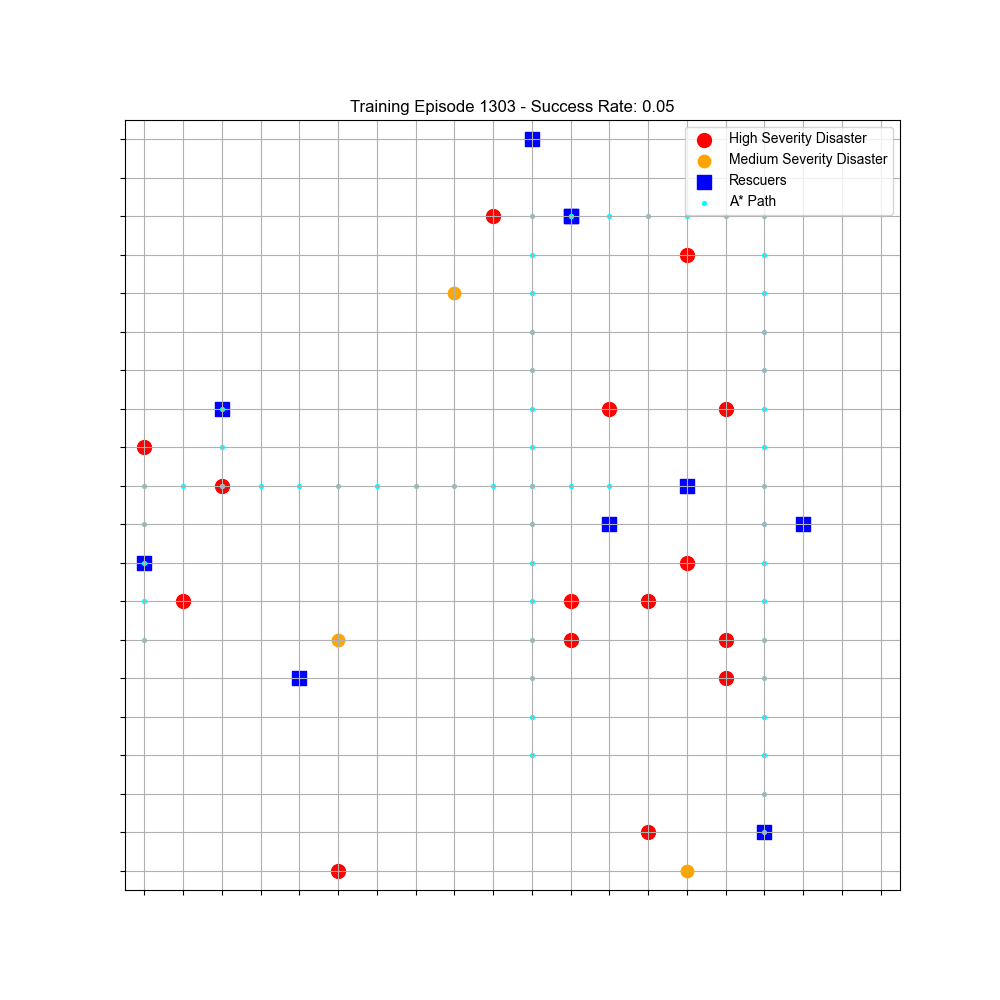 Training Episode 1303 - Success Rate: 0.05
High Severity Disaster
Medium Severity Disaster
Rescuers
A* Path